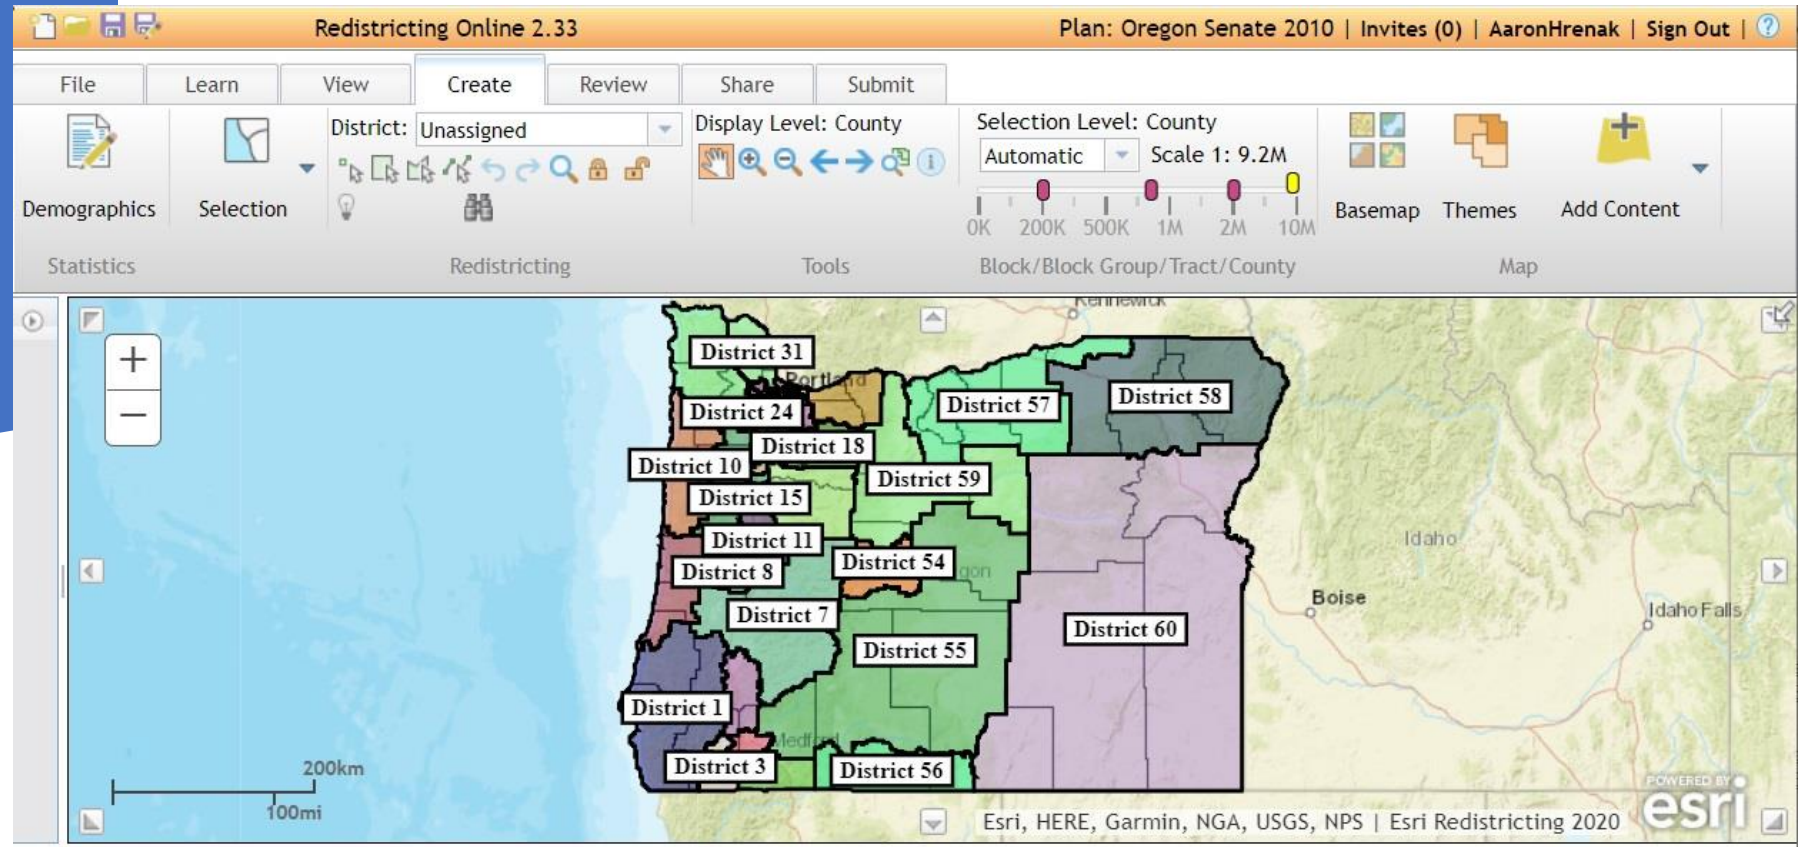 Redistricting Online 2.33
Plan: Oregon Senate 2010 | Invites (0) | AaronHrenak | Sign Out | ?
File Learn View Create Review Share Submit
District: Unassigned
Display Level: County
Selection Level: County
Automatic Scale 1: 9.2M
Demographics Selection
0K 200K 500K 1M 2M 10M
Basemap Themes Add Content
Statistics Redistricting Tools Block/Block Group/Tract/County Map
Kennewick
District 31
Portland
District 58
District 57
District 24
District 18
District 10
District 59
District 15
District 11
Idaho
District 8
District 54
gon
Boise
Idaho Falls
District 7
District 60
District 55
District 1
Medford
District 3
District 56
200km
100mi
POWERED BY
esri
Esri, HERE, Garmin, NGA, USGS, NPS | Esri Redistricting 2020